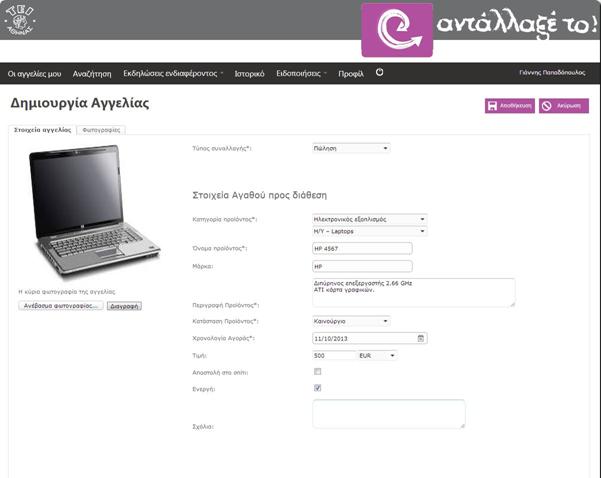 ΤΕΙ
ΑΘΗΝΑΣ
αντάλλαξέ το!
Οι αγγελίες μου Αναζήτηση Εκδηλώσεις ενδιαφέροντος Ιστορικό Ειδοποιήσεις Προφίλ Γιάννης Παπαδόπουλος
Δημιουργία Αγγελίας
Αποθήκευση Ακύρωση
Στοιχεία αγγελίας Φωτογραφίες
Τύπος συναλλαγής*: Πώληση
Στοιχεία Αγαθού προς διάθεση
Κατηγορία προϊόντος*: Ηλεκτρονικός εξοπλισμός
Η/Υ – Laptops
Όνομα προϊόντος*: HP 4567
Μάρκα: HP
Διπύρηνος επεξεργαστής 2.66 GHz
ΑΤΙ κάρτα γραφικών.
Η κύρια φωτογραφία της αγγελίας.
Ανέβασμα φωτογραφίας... Διαγραφή
Περιγραφή Προϊόντος*:
Κατάσταση Προϊόντος*: Καινούργιο
Χρονολογία Αγοράς*: 11/10/2013
Τιμή: 500 EUR
Αποστολή στο σπίτι:
Ενεργή:
Σχόλια: